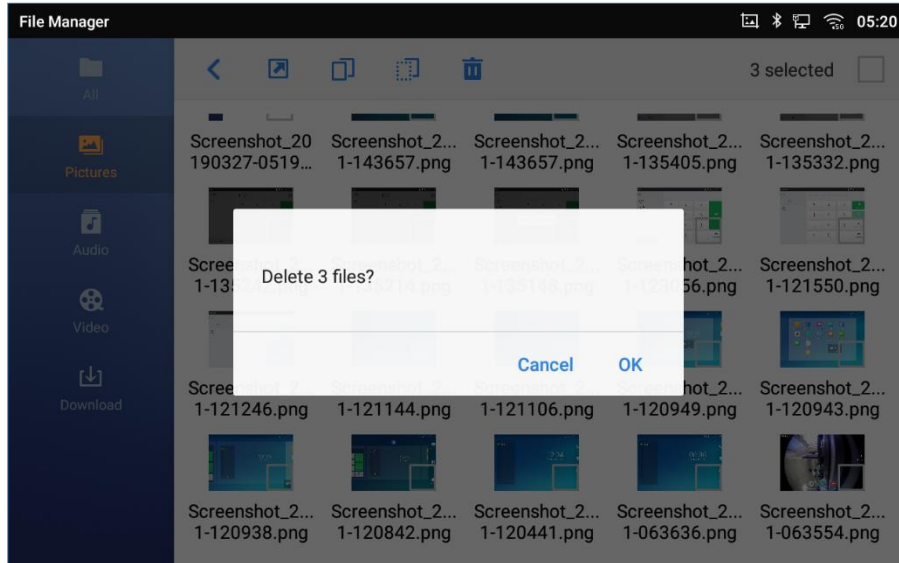 File Manager
05:20
All
3 selected
Pictures
Screenshot_20
190327-0519...
Screenshot_2...
1-143657.png
Screenshot_2...
1-143657.png
Screenshot_2...
1-135405.png
Screenshot_2...
1-135332.png
Audio
Delete 3 files?
Screenshot_2...
1-121550.png
Video
Cancel
OK
Download
1-121246.png
1-121144.png
1-121106.png
Screenshot_2...
1-120943.png
1-120949.png
Screenshot_2...
1-120938.png
Screenshot_2...
1-120842.png
Screenshot_2...
1-120441.png
Screenshot_2...
1-063636.png
Screenshot_2...
1-063554.png